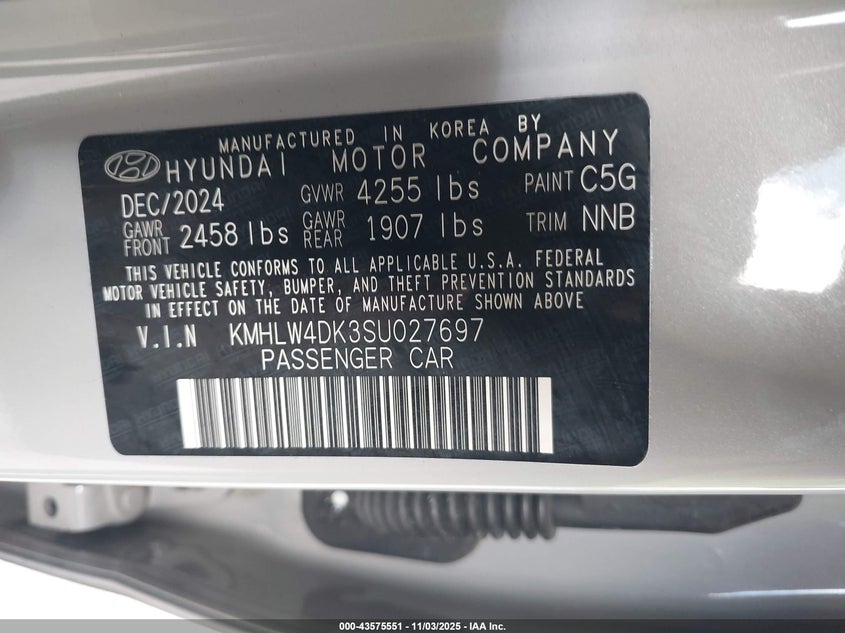 MANUFACTURED IN KOREA BY
HYUNDAI MOTOR COMPANY
DEC/2024 GVWR 4255 lbs PAINT C5G
GAWR FRONT 2458 lbs GAWR REAR 1907 lbs TRIM NNB
THIS VEHICLE CONFORMS TO ALL APPLICABLE U.S.A. FEDERAL
MOTOR VEHICLE SAFETY, BUMPER, AND THEFT PREVENTION STANDARDS
IN EFFECT ON THE DATE OF MANUFACTURE SHOWN ABOVE
V.I.N KMHLW4DK3SU027697
PASSENGER CAR
000-43575551 | 11/03/2025 - IAA Inc.